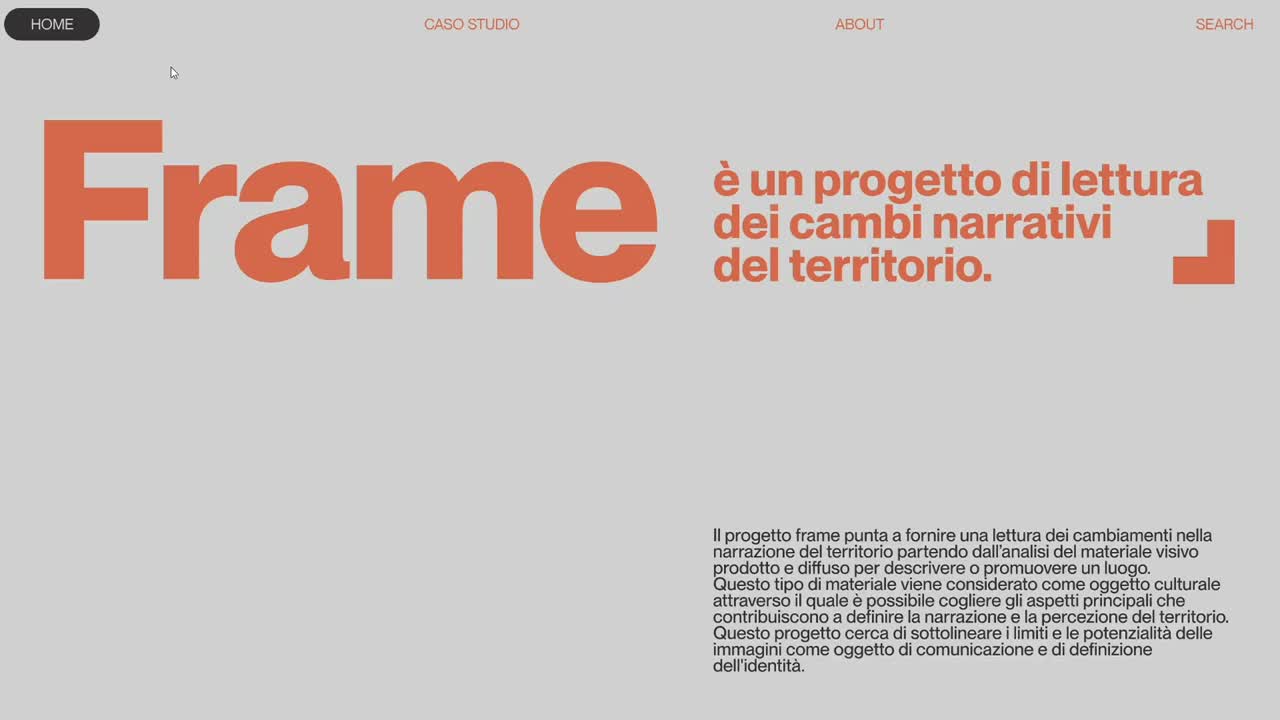 HOME
CASO STUDIO
ABOUT
SEARCH
Frame
è un progetto di lettura
dei cambi narrativi
del territorio.
Il progetto frame punta a fornire una lettura dei cambiamenti nella
narrazione del territorio partendo dall'analisi del materiale visivo
prodotto e diffuso per descrivere o promuovere un luogo.
Questo tipo di materiale viene considerato come oggetto culturale
attraverso il quale è possibile cogliere gli aspetti principali che
contribuiscono a definire la narrazione e la percezione del territorio.
Questo progetto cerca di sottolineare i limiti e le potenzialità delle
immagini come oggetto di comunicazione e di definizione
dell'identità.